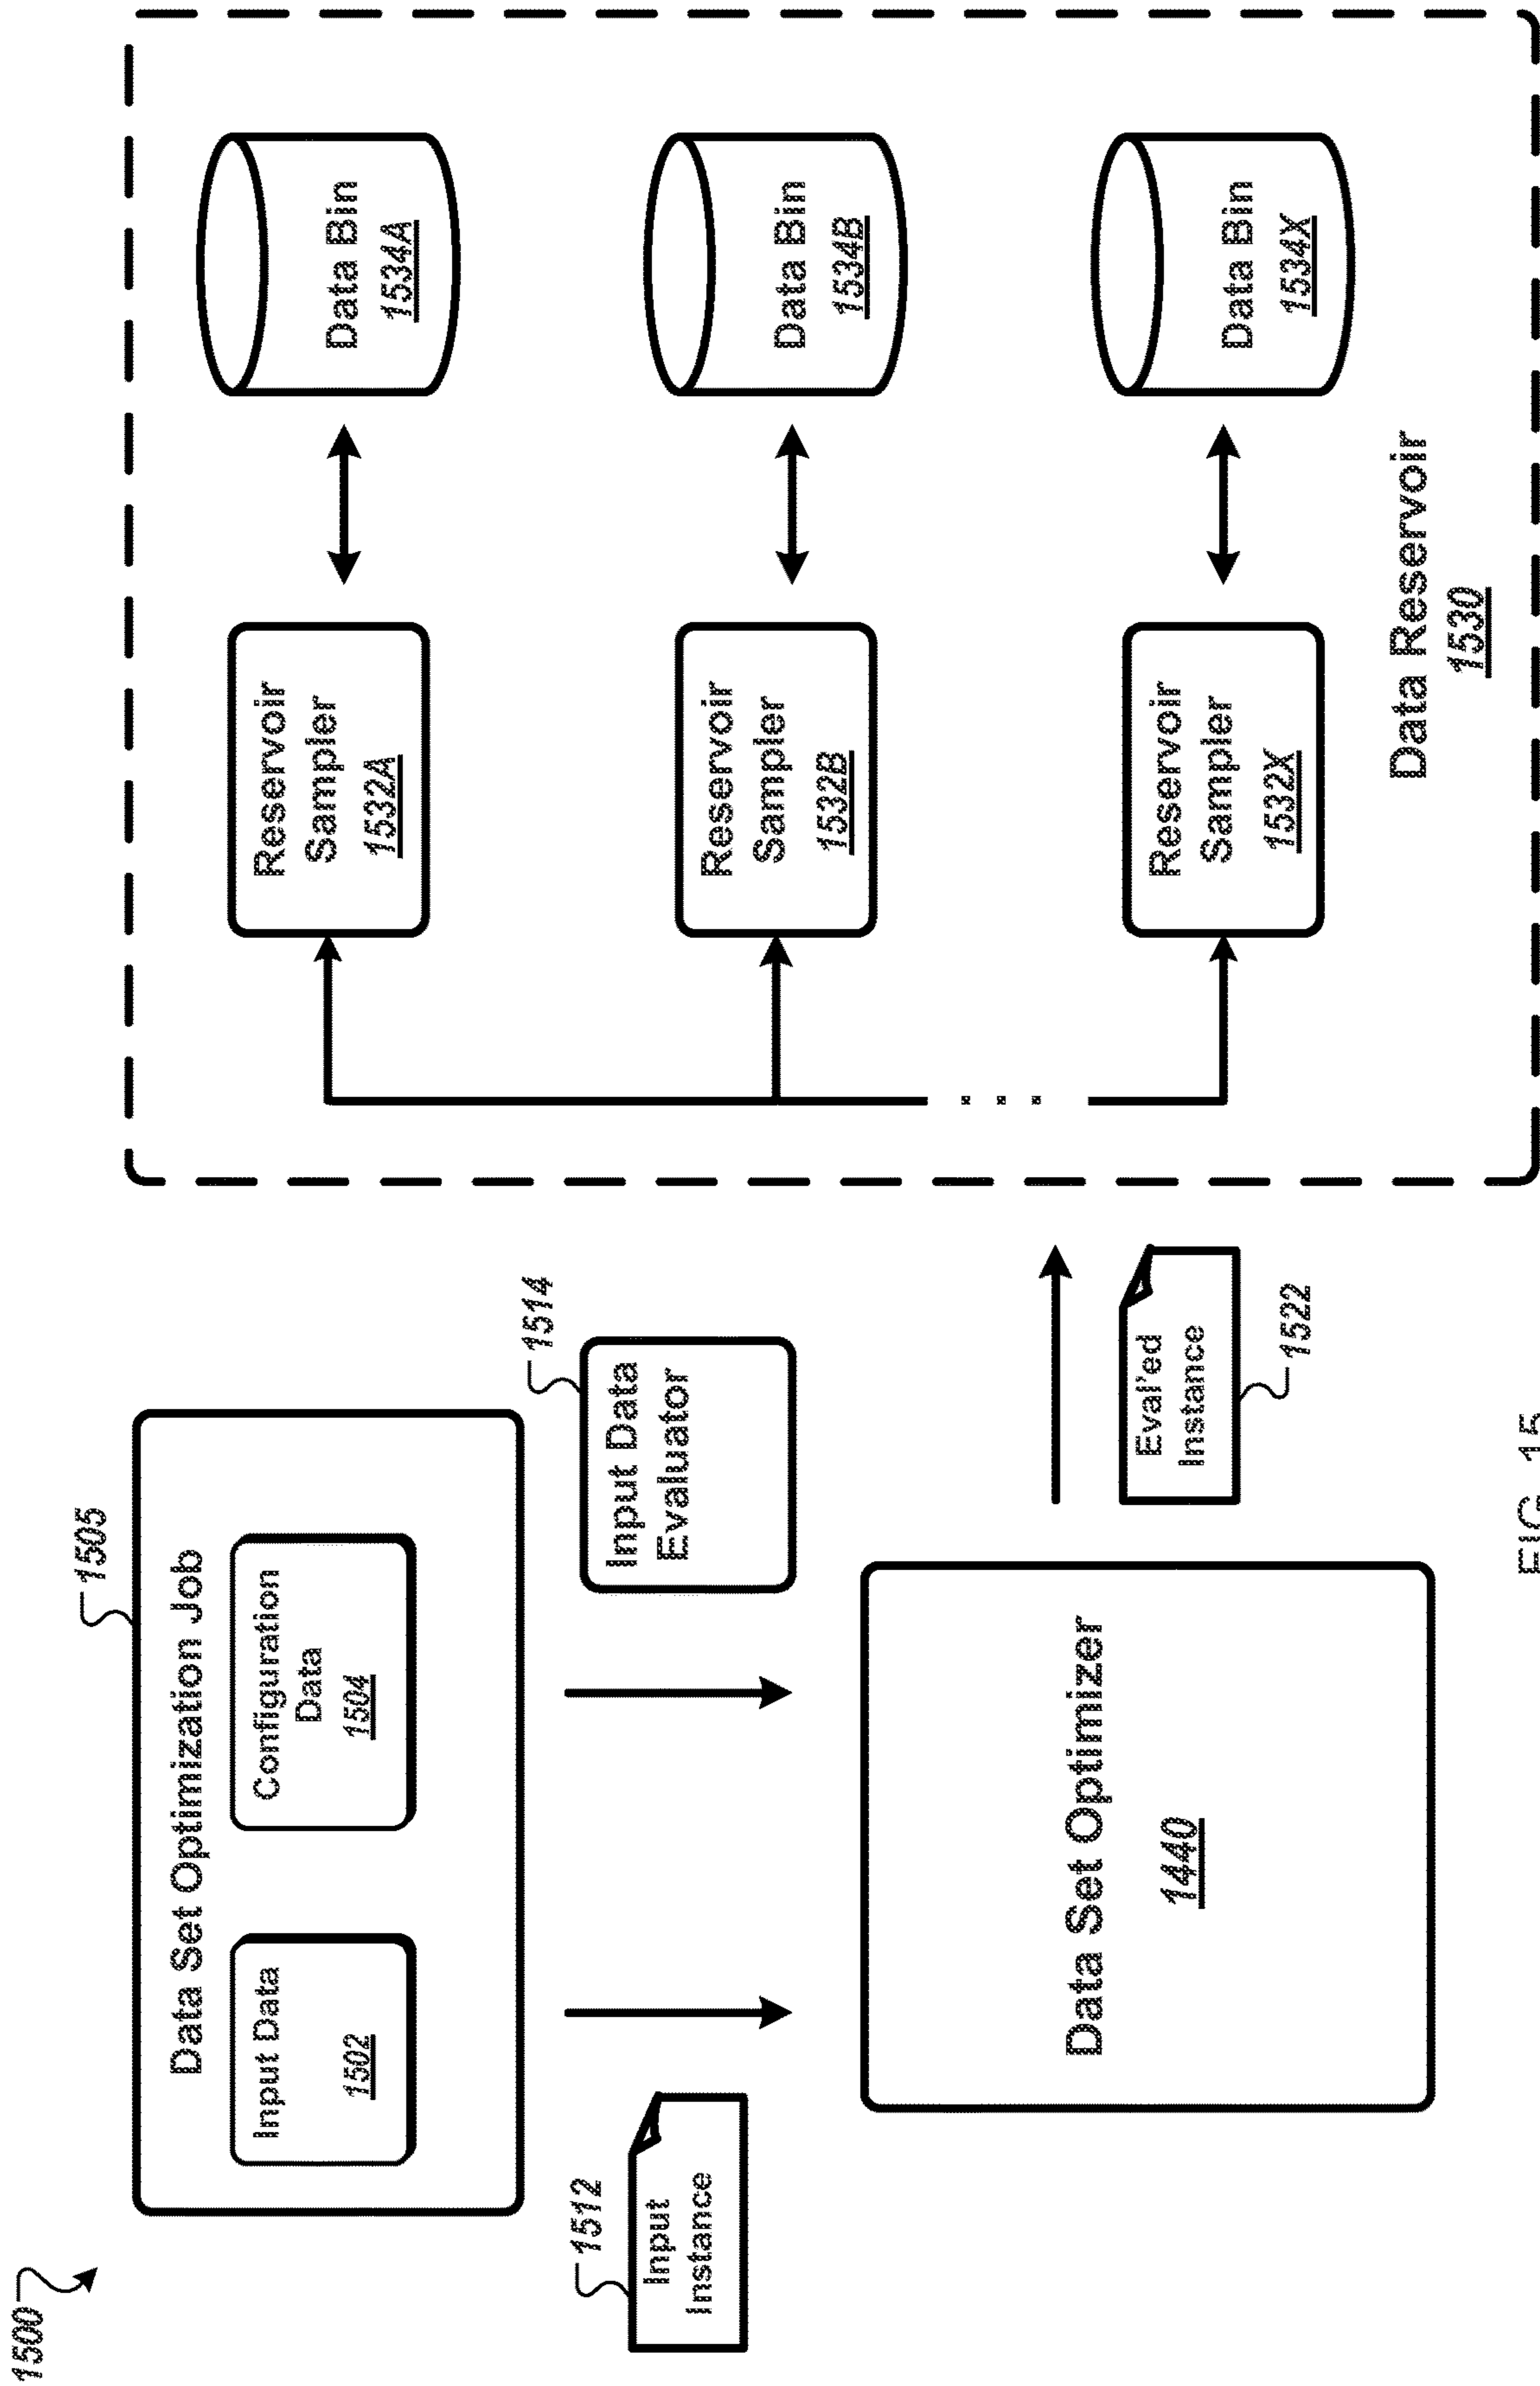 1500
1505
Data Set Optimization Job
Input Data
1502
Configuration
Data
1504
1512
Input
Instance
1514
Input Data
Evaluator
Data Set Optimizer
1440
Eval'ed
Instance
1522
Reservoir
Sampler
1532A
Data Bin
1534A
Reservoir
Sampler
1532B
Data Bin
1534B
. . .
Reservoir
Sampler
1532X
Data Bin
1534X
Data Reservoir
1530
FIG. 15